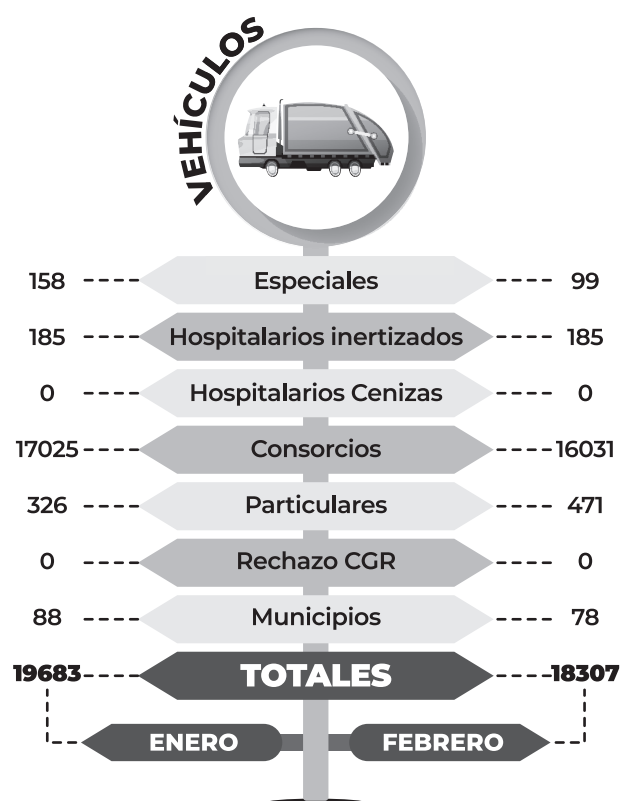 VEHÍCULOS
158 Especiales 99
185 Hospitalarios inertizados 185
0 Hospitalarios Cenizas 0
17025 Consorcios 16031
326 Particulares 471
0 Rechazo CGR 0
88 Municipios 78
19683 TOTALES 18307
ENERO FEBRERO